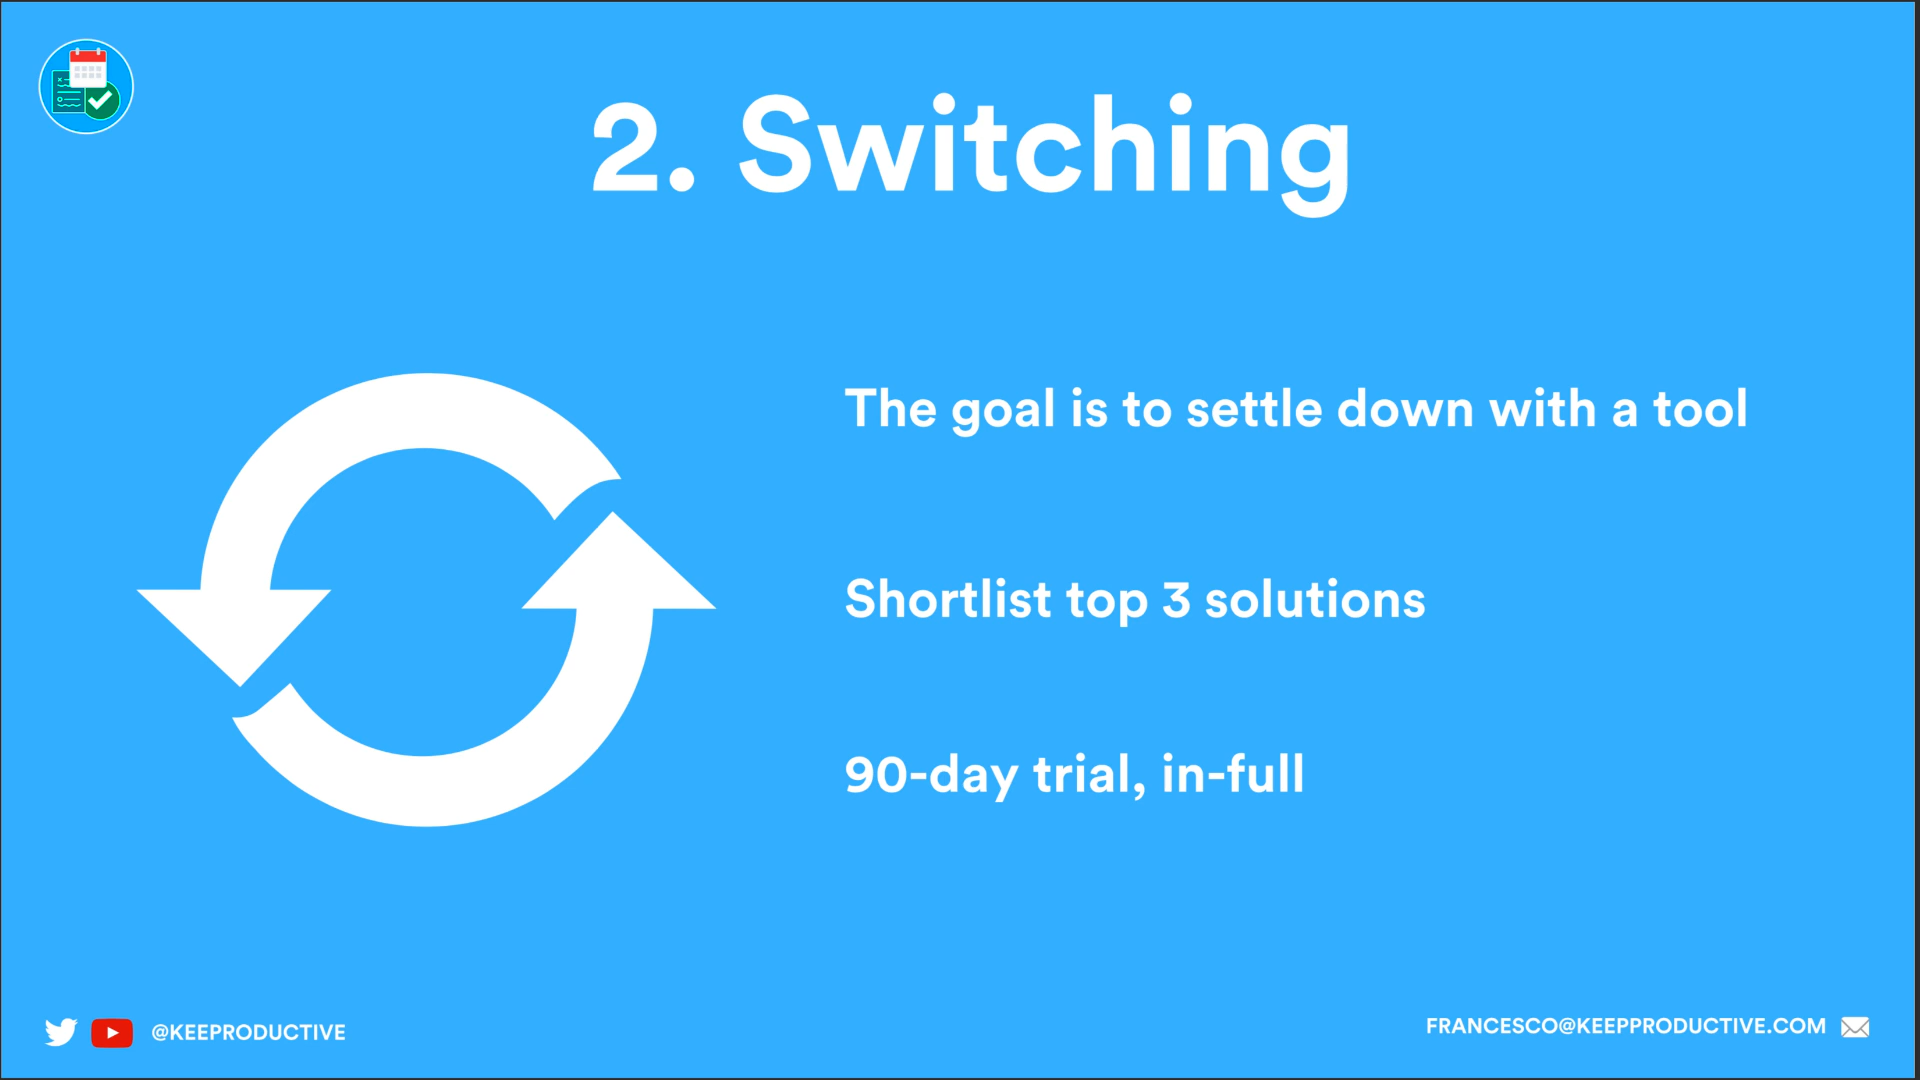 2. Switching
The goal is to settle down with a tool
Shortlist top 3 solutions
90-day trial, in-full
@KEEPRODUCTIVE
FRANCESCO@KEEPPRODUCTIVE.COM